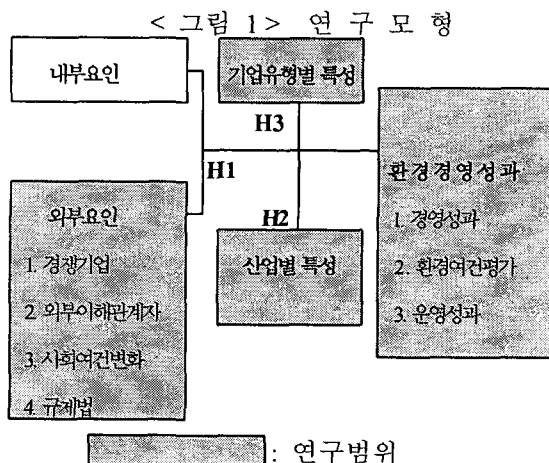 < 그림 1> 연 구 모 형
내부요인
기업유형별 특성
H3
H1
환경경영성과
1. 경영성과
2. 환경여건평가
3. 운영성과
외부요인
1. 경쟁기업
2 외부이해관계자
3. 사회여건변화
4. 규제법
H2
산업별 특성
: 연구범위